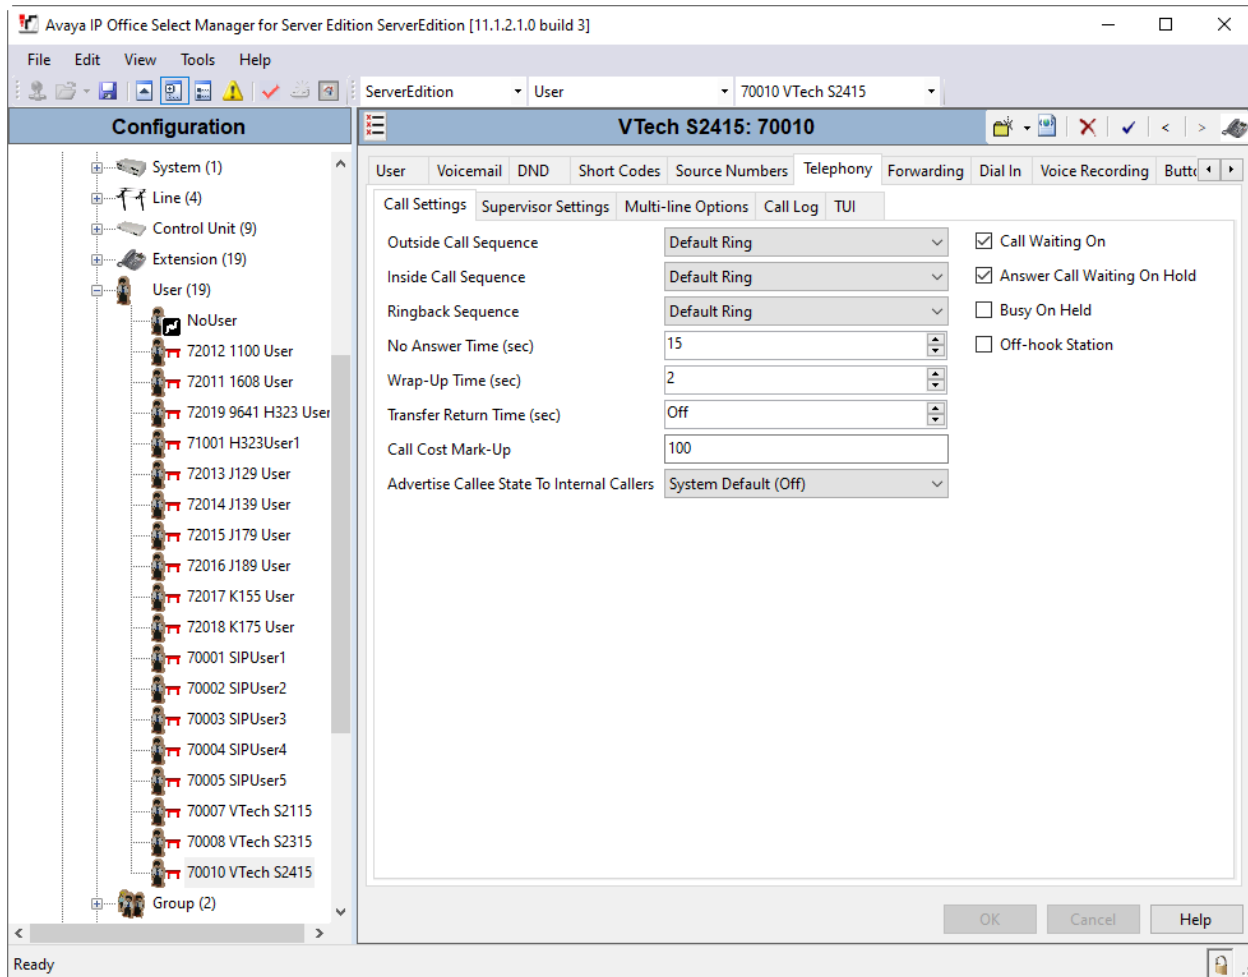 Avaya IP Office Select Manager for Server Edition ServerEdition [11.1.2.1.0 build 3]
File Edit View Tools Help
ServerEdition User 70010 VTech S2415
Configuration
System (1)
Line (4)
Control Unit (9)
Extension (19)
User (19)
NoUser
72012 1100 User
72011 1608 User
72019 9641 H323 User
71001 H323User1
72013 J129 User
72014 J139 User
72015 J179 User
72016 J189 User
72017 K155 User
72018 K175 User
70001 SIPUser1
70002 SIPUser2
70003 SIPUser3
70004 SIPUser4
70005 SIPUser5
70007 VTech S2115
70008 VTech S2315
70010 VTech S2415
Group (2)
VTech S2415: 70010
User Voicemail DND Short Codes Source Numbers Telephony Forwarding Dial In Voice Recording Butto
Call Settings Supervisor Settings Multi-line Options Call Log TUI
Outside Call Sequence Default Ring Call Waiting On
Inside Call Sequence Default Ring Answer Call Waiting On Hold
Ringback Sequence Default Ring Busy On Held
No Answer Time (sec) 15 Off-hook Station
Wrap-Up Time (sec) 2
Transfer Return Time (sec) Off
Call Cost Mark-Up 100
Advertise Callee State To Internal Callers System Default (Off)
OK Cancel Help
Ready